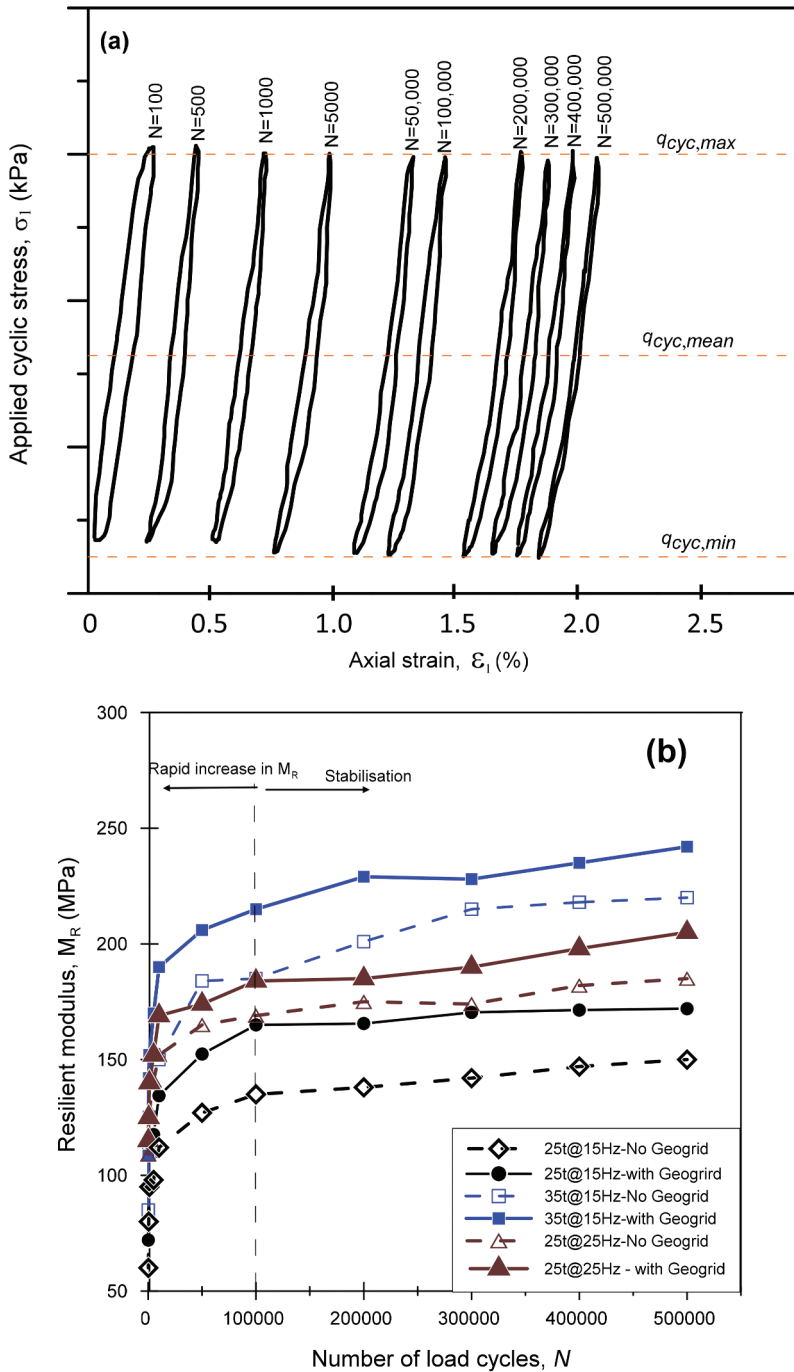 (a)
N=100
N=500
N=1000
N=5000
N=50,000
N=100,000
N=200,000
N=300,000
N=400,000
N=500,000
qcyc,max
qcyc,mean
qcyc,min
Applied cyclic stress, σ1 (kPa)
0 0.5 1.0 1.5 2.0 2.5
Axial strain, ε1 (%)
(b)
Rapid increase in MR
Stabilisation
300
250
200
150
100
50
Resilient modulus, MR (MPa)
25t@15Hz-No Geogrid
25t@15Hz-with Geogrird
35t@15Hz-No Geogrid
35t@15Hz-with Geogrid
25t@25Hz-No Grogrid
25t@25Hz - with Geogrid
0 100000 200000 300000 400000 500000
Number of load cycles, N